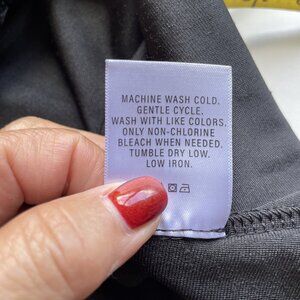 MACHINE WASH COLD.
GENTLE CYCLE.
WASH WITH LIKE COLORS.
ONLY NON-CHLORINE
BLEACH WHEN NEEDED.
TUMBLE DRY LOW.
LOW IRON.